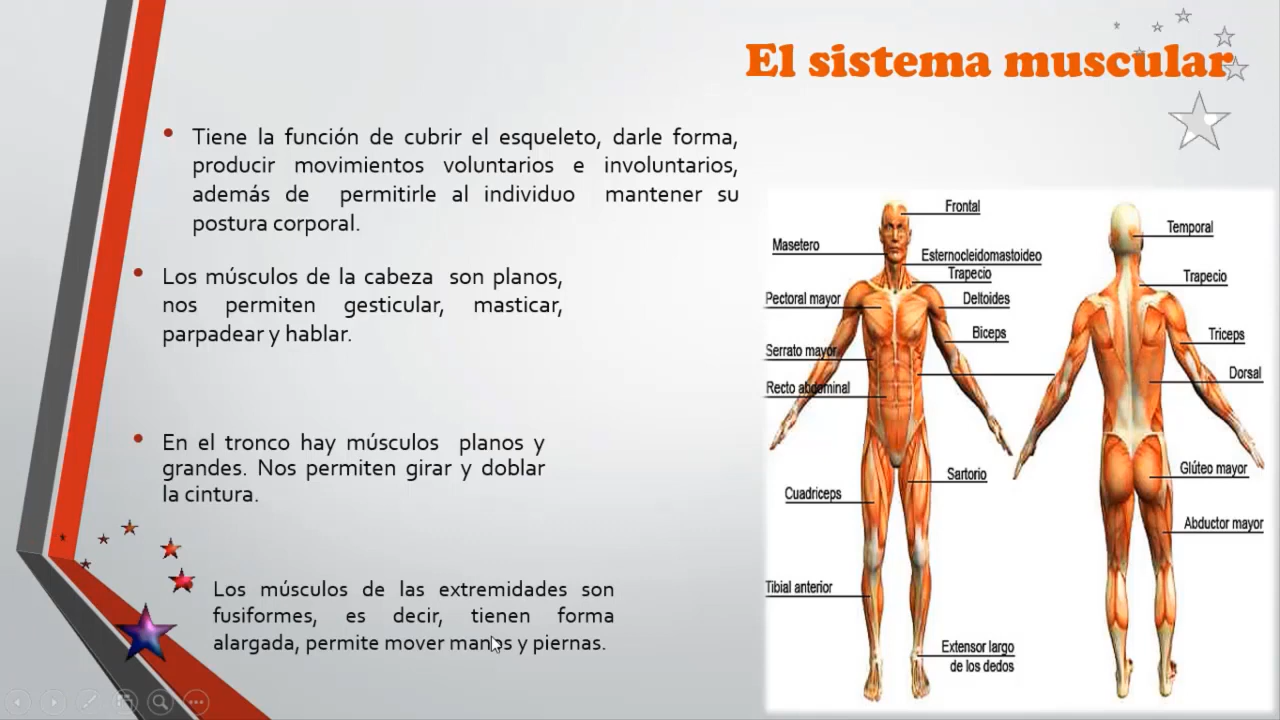 El sistema muscular
Tiene la función de cubrir el esqueleto, darle forma,
producir movimientos voluntarios e involuntarios,
además de permitirle al individuo mantener su
postura corporal.
Los músculos de la cabeza son planos,
nos permiten gesticular, masticar,
parpadear y hablar.
En el tronco hay músculos planos y
grandes. Nos permiten girar y doblar
la cintura.
Los músculos de las extremidades son
fusiformes, es decir, tienen forma
alargada, permite mover manos y piernas.
Frontal
Masetero
Esternocleidomastoideo
Trapecio
Pectoral mayor
Deltoides
Biceps
Serrato mayor
Recto abdominal
Sartorio
Cuadriceps
Tibial anterior
Extensor largo
de los dedos
Temporal
Trapecio
Triceps
Dorsal
Glúteo mayor
Abductor mayor